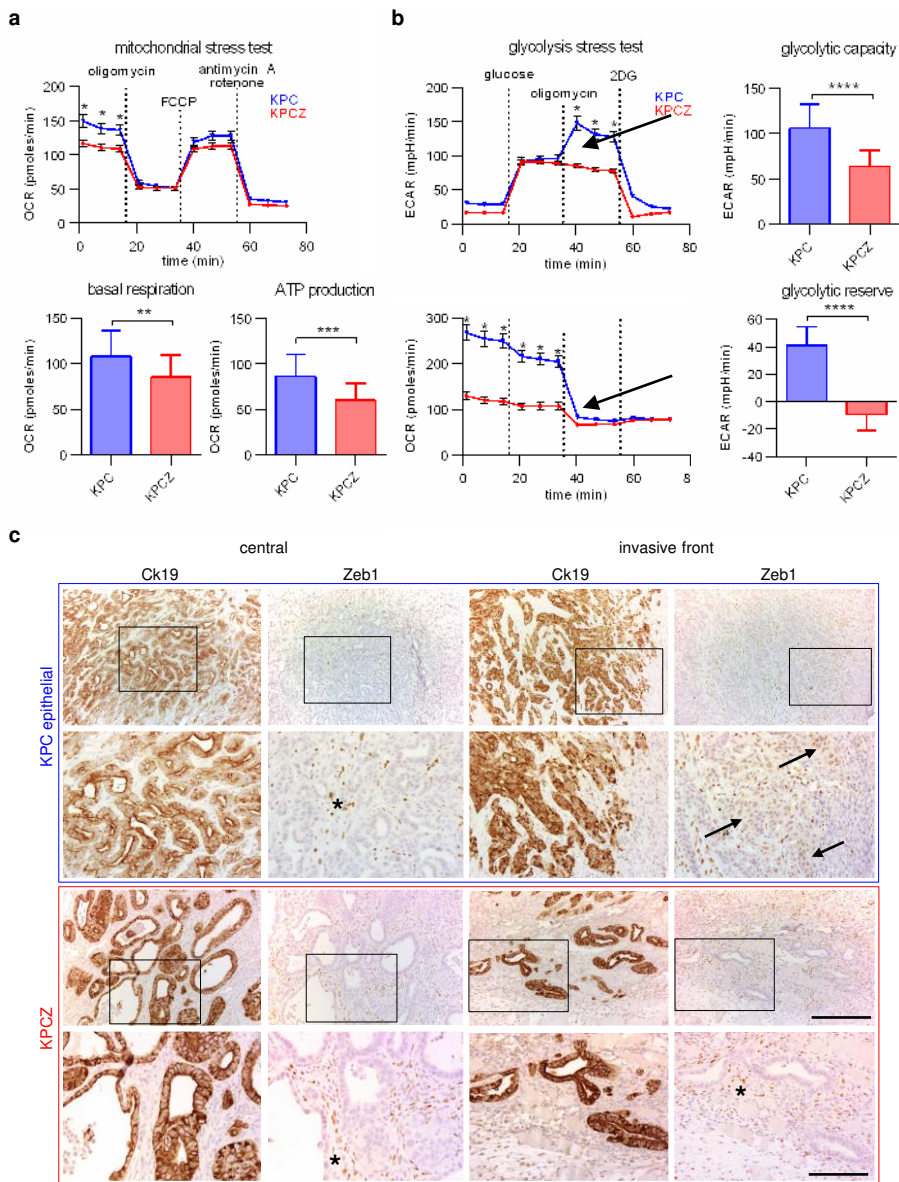 a
mitochondrial stress test
oligomycin
antimycin A
rotenone
FCCP
KPC
KPCZ
OCR (pmoles/min)
200
150
100
50
0
0 20 40 60 80
time (min)
basal respiration
**
OCR (pmoles/min)
150
100
50
0
KPC
KPCZ
ATP production
***
OCR (pmoles/min)
150
100
50
0
KPC
KPCZ
b
glycolysis stress test
glucose
2DG
oligomycin
KPC
KPCZ
ECAR (mpH/min)
200
150
100
50
0
0 20 40 60 80
time (min)
glycolytic capacity
****
ECAR (mpH/min)
150
100
50
0
KPC
KPCZ
OCR (pmoles/min)
300
200
100
0
0 20 40 60 80
time (min)
glycolytic reserve
****
ECAR (mpH/min)
60
40
20
0
-20
-40
KPC
KPCZ
c
central
invasive front
Ck19 Zeb1 Ck19 Zeb1
KPC epithelial
*
KPCZ
* *